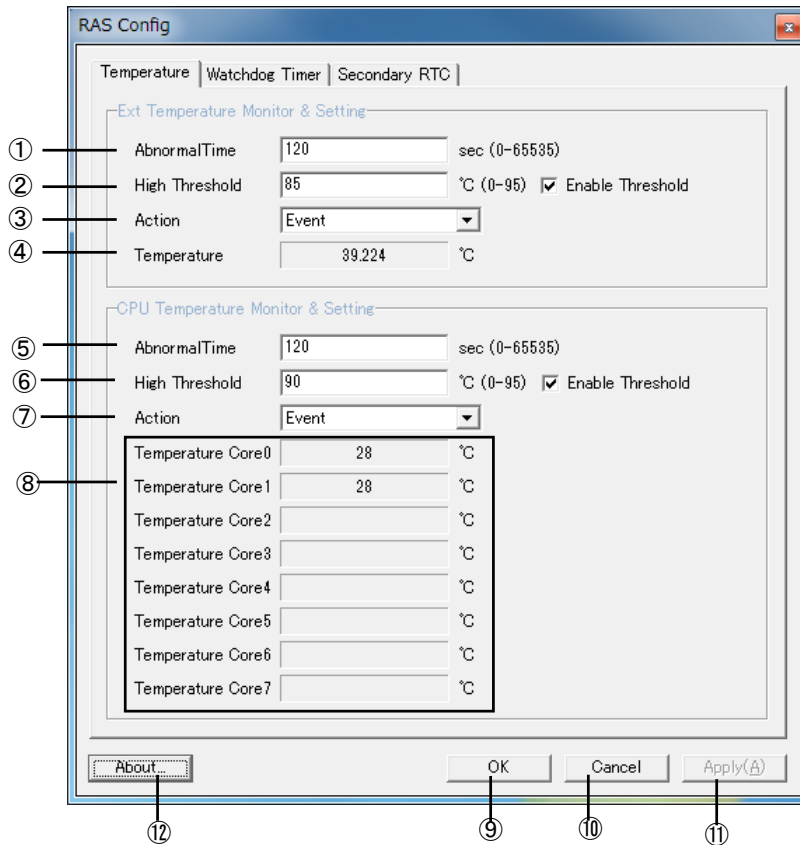 RAS Config
Temperature Watchdog Timer Secondary RTC
Ext Temperature Monitor & Setting
① AbnormalTime 120 sec (0-65535)
② High Threshold 85 °C (0-95) Enable Threshold
③ Action Event
④ Temperature 39.224 °C
CPU Temperature Monitor & Setting
⑤ AbnormalTime 120 sec (0-65535)
⑥ High Threshold 90 °C (0-95) Enable Threshold
⑦ Action Event
Temperature Core0 28 °C
⑧ Temperature Core1 28 °C
Temperature Core2 °C
Temperature Core3 °C
Temperature Core4 °C
Temperature Core5 °C
Temperature Core6 °C
Temperature Core7 °C
About... OK Cancel Apply(A)
⑫ ⑨ ⑩ ⑪